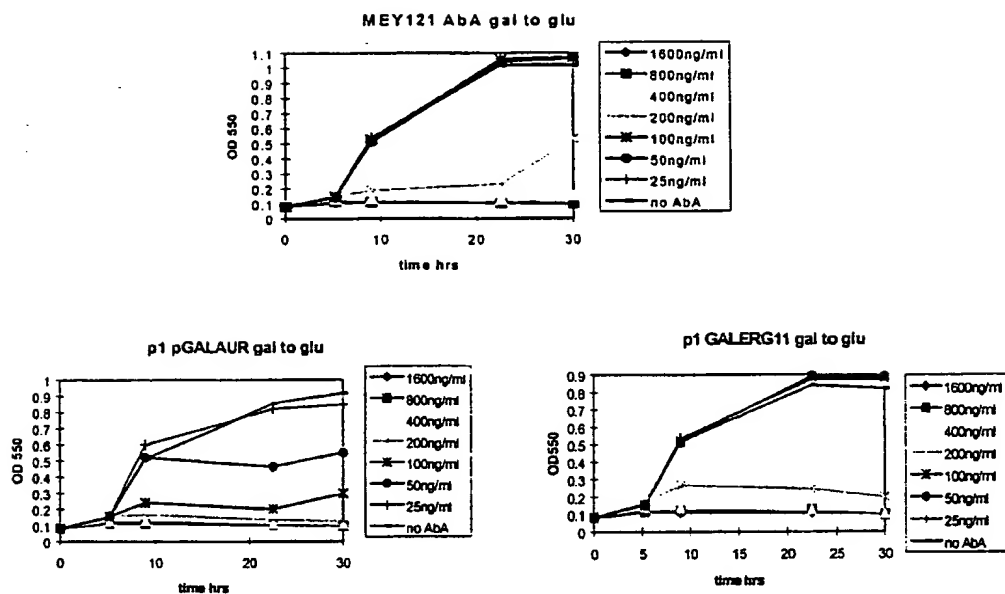 MEY121 AbA gal to glu
OD 550
1.1
1
0.9
0.8
0.7
0.6
0.5
0.4
0.3
0.2
0.1
0
0
10
20
30
time hrs
1600ng/ml
800ng/ml
400ng/ml
200ng/ml
100ng/ml
50ng/ml
25ng/ml
no AbA
p1 pGALAUR gal to glu
OD 550
1
0.9
0.8
0.7
0.6
0.5
0.4
0.3
0.2
0.1
0
0
10
20
30
time hrs
1600ng/ml
800ng/ml
400ng/ml
200ng/ml
100ng/ml
50ng/ml
25ng/ml
no AbA
p1 GALERG11 gal to glu
OD550
0.9
0.8
0.7
0.6
0.5
0.4
0.3
0.2
0.1
0
0
5
10
15
20
25
30
time hrs
1600ng/ml
800ng/ml
400ng/ml
200ng/ml
100ng/ml
50ng/ml
25ng/ml
no AbA